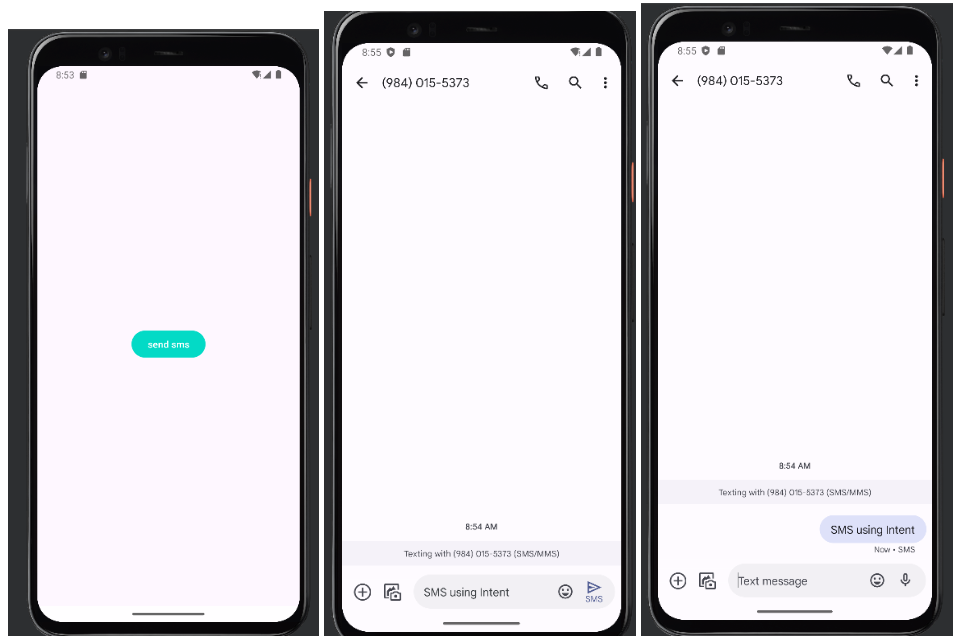 8:53
send sms
8:55
(984) 015-5373
8:54 AM
Texting with (984) 015-5373 (SMS/MMS)
SMS using Intent
SMS
8:55
(984) 015-5373
8:54 AM
Texting with (984) 015-5373 (SMS/MMS)
SMS using Intent
Now • SMS
Text message